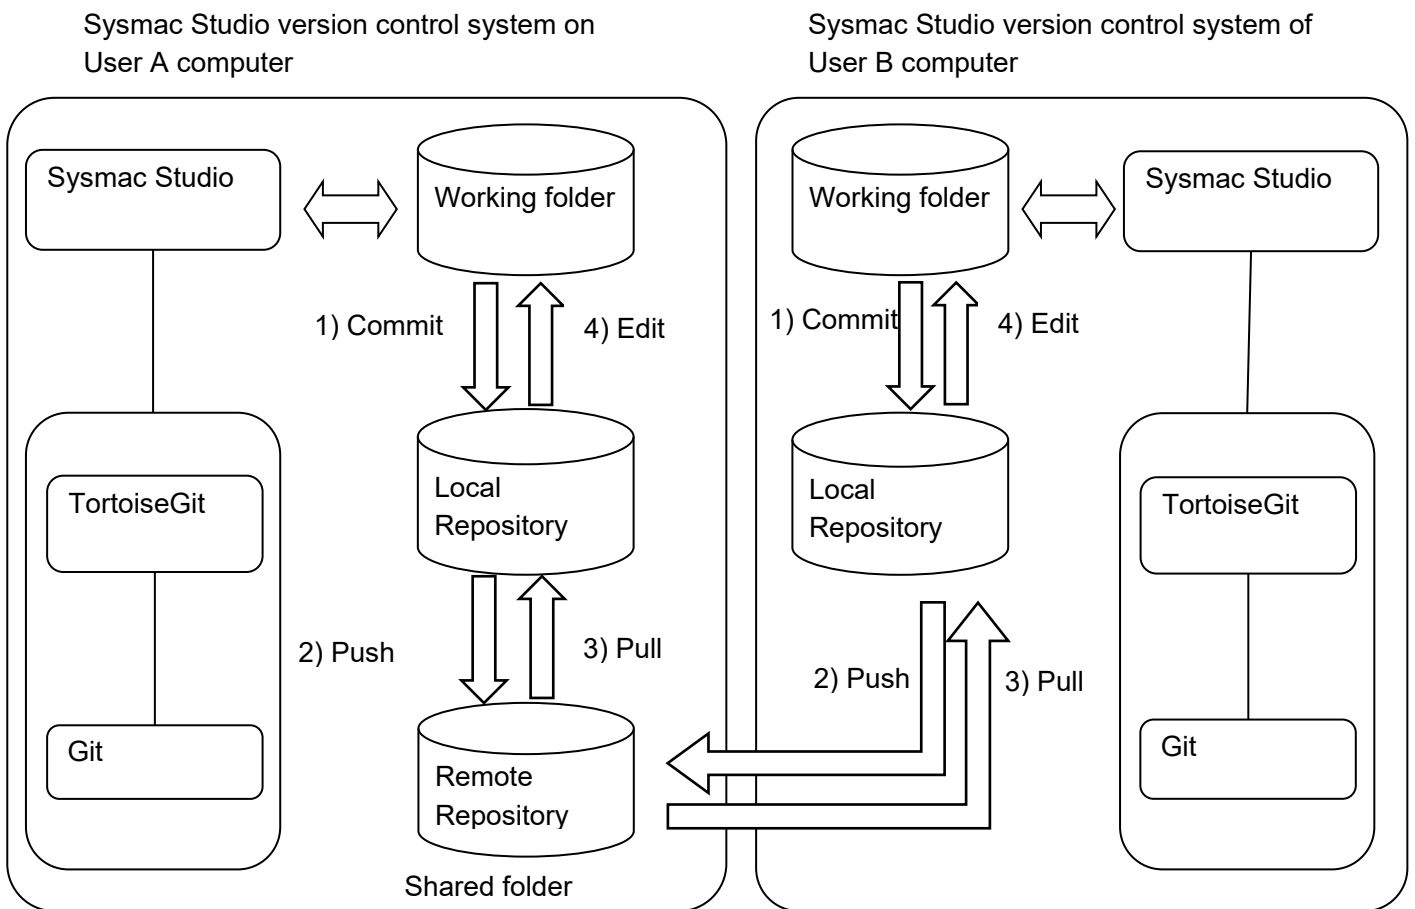 Sysmac Studio version control system on
User A computer
Sysmac Studio version control system of
User B computer
Sysmac Studio
Working folder
1) Commit
4) Edit
TortoiseGit
Local
Repository
2) Push
3) Pull
Git
Remote
Repository
Shared folder
Working folder
Sysmac Studio
1) Commit
4) Edit
Local
Repository
TortoiseGit
2) Push
3) Pull
Git